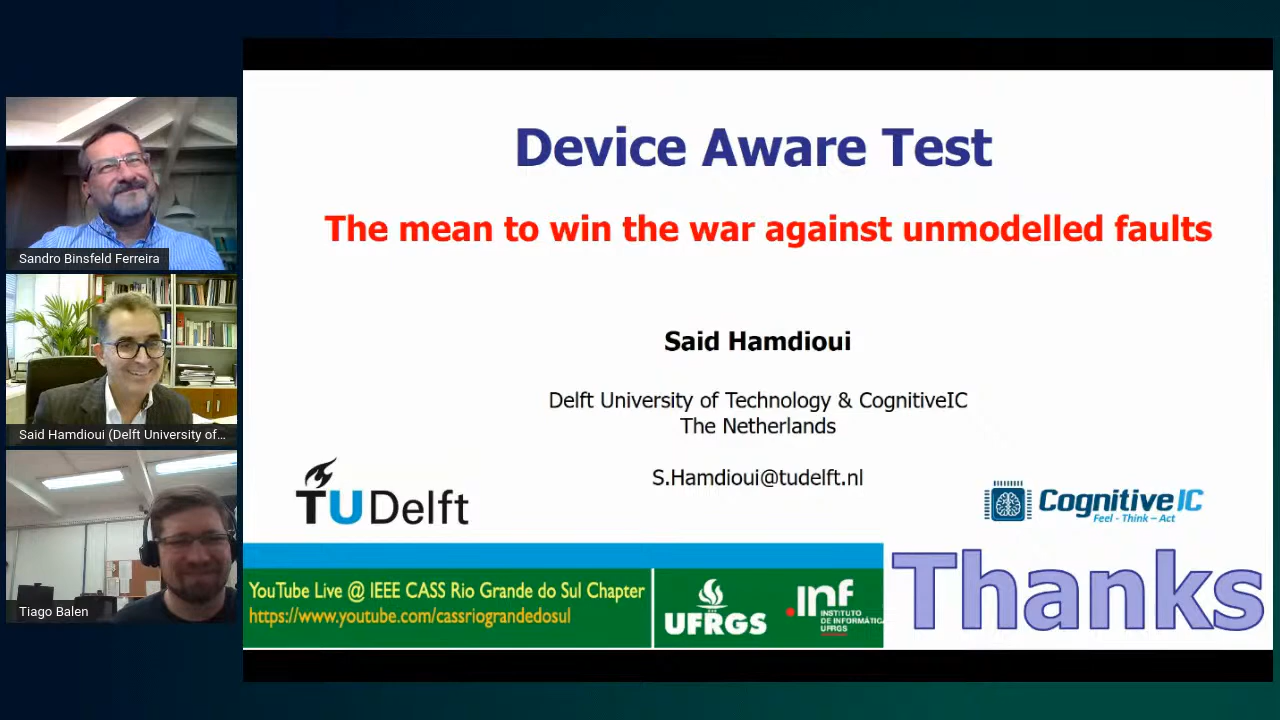 Sandro Binsfeld Ferreira
Said Hamdioui (Delft University of...
Tiago Balen
Device Aware Test
The mean to win the war against unmodelled faults
Said Hamdioui
Delft University of Technology & CognitiveIC
The Netherlands
S.Hamdioui@tudelft.nl
TU Delft
Cognitive IC
Feel - Think – Act
YouTube Live @ IEEE CASS Rio Grande do Sul Chapter
https://www.youtube.com/cassriograndedosul
UFRGS
.inf
INSTITUTO
DE INFORMÁTICA
UFRGS
Thanks